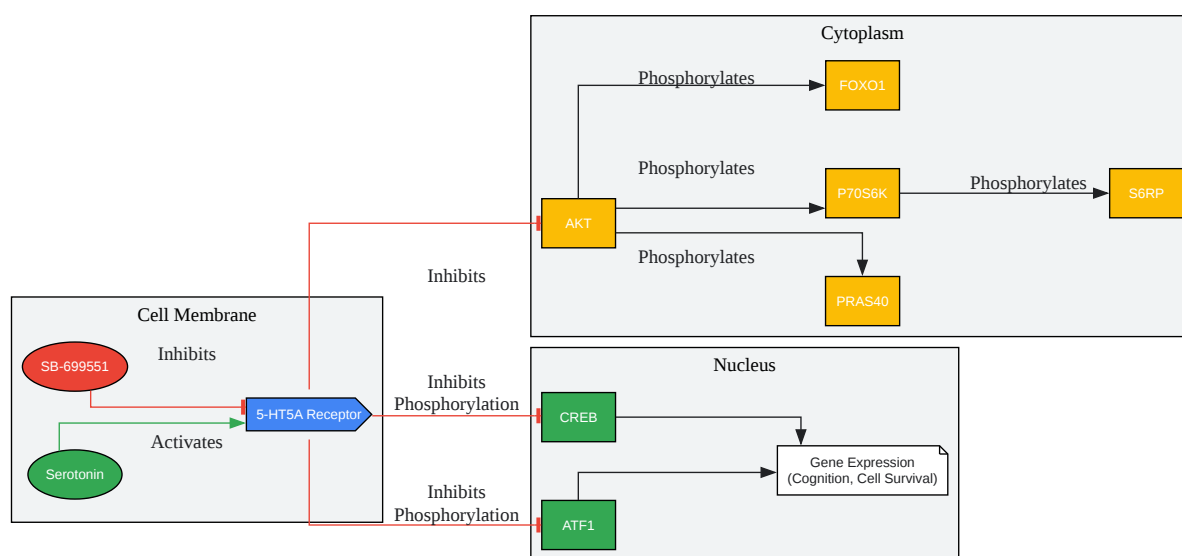 Cytoplasm
Phosphorylates
FOXO1
Phosphorylates
P70S6K
Phosphorylates
S6RP
AKT
Phosphorylates
PRAS40
Inhibits
Cell Membrane
SB-699551
Inhibits
5-HT5A Receptor
Activates
Serotonin
Nucleus
Inhibits
Phosphorylation
CREB
Gene Expression
(Cognition, Cell Survival)
Inhibits
Phosphorylation
ATF1